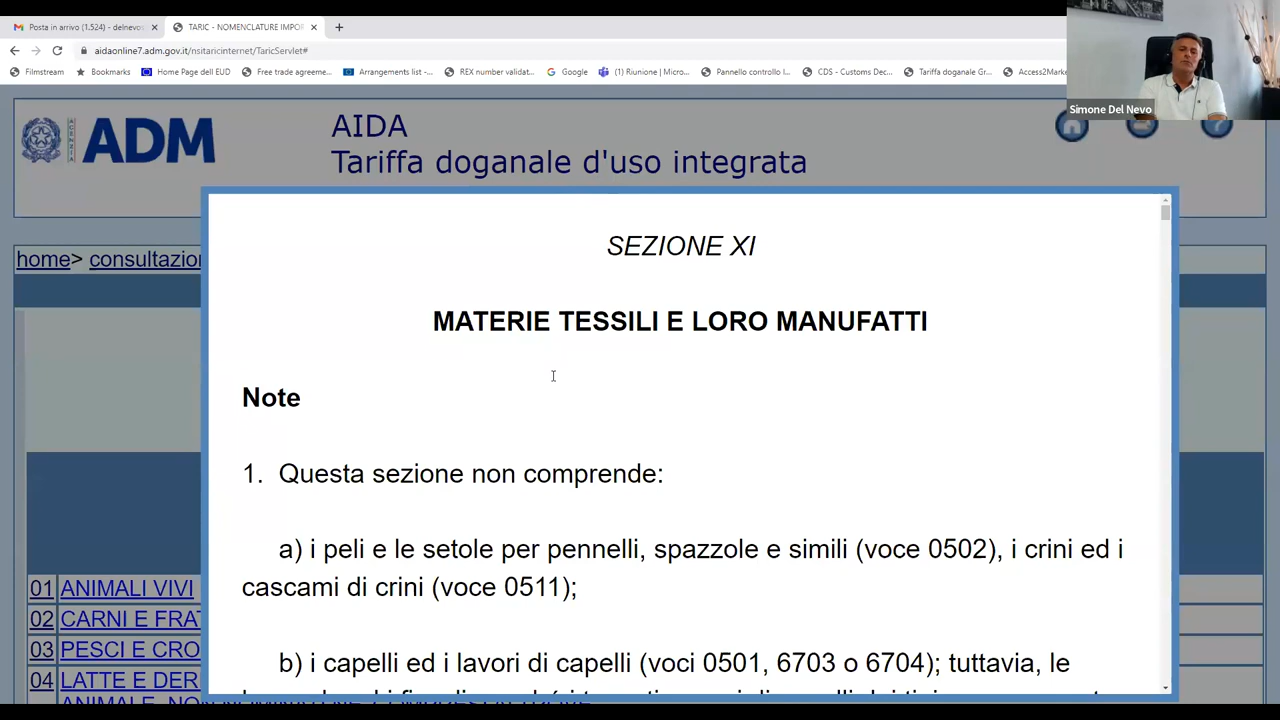 Posta in arrivo (1.524) - delnevo
TARIC - NOMENCLATURE IMPOR
aidaonline7.adm.gov.it/nsitaricinternet/TaricServlet#
Filmstream
Bookmarks
Home Page dell EUD
Free trade agreeme...
Arrangements list -...
REX number validat...
Google
(1) Riunione | Micro...
Pannello controllo I...
CDS - Customs Dec...
Tariffa doganale Gr...
Access2Mark
Simone Del Nevo
ADM
AIDA
Tariffa doganale d'uso integrata
home> consultazion
SEZIONE XI
MATERIE TESSILI E LORO MANUFATTI
Note
1. Questa sezione non comprende:
a) i peli e le setole per pennelli, spazzole e simili (voce 0502), i crini ed i
cascami di crini (voce 0511);
b) i capelli ed i lavori di capelli (voci 0501, 6703 o 6704); tuttavia, le
01 ANIMALI VIVI
02 CARNI E FRAT
03 PESCI E CRO
04 LATTE E DER